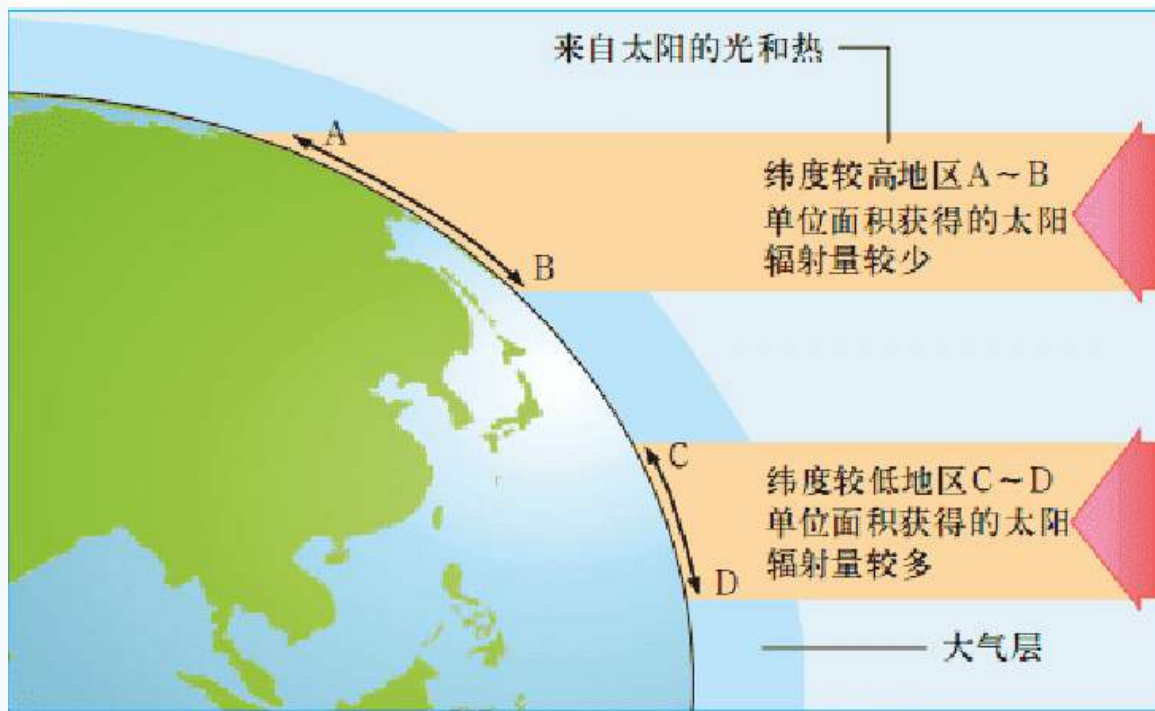 来自太阳的光和热
A
纬度较高地区A~B
单位面积获得的太阳
辐射量较少
B
C
纬度较低地区C~D
单位面积获得的太阳
辐射量较多
D
大气层